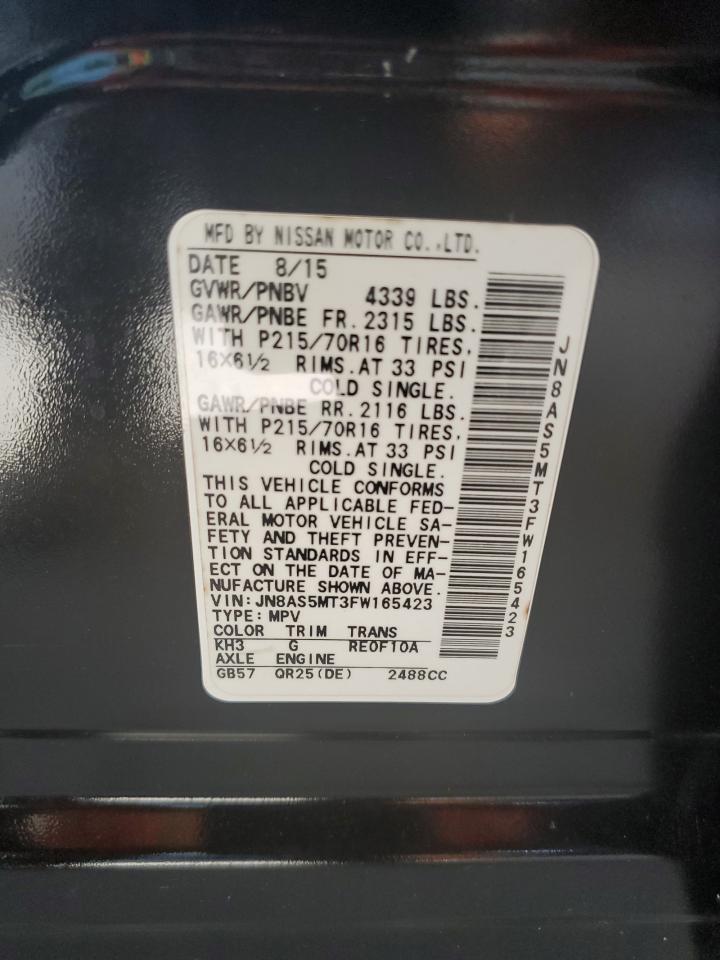 MFD BY NISSAN MOTOR CO.,LTD.
DATE 8/15
GVWR/PNBV 4339 LBS.
GAWR/PNBE FR. 2315 LBS.
WITH P215/70R16 TIRES,
16X6½ RIMS. AT 33 PSI
COLD SINGLE.
GAWR/PNBE RR. 2116 LBS.
WITH P215/70R16 TIRES,
16X6½ RIMS. AT 33 PSI
COLD SINGLE.
THIS VEHICLE CONFORMS
TO ALL APPLICABLE FED-
ERAL MOTOR VEHICLE SA-
FETY AND THEFT PREVEN-
TION STANDARDS IN EFF-
ECT ON THE DATE OF MA-
NUFACTURE SHOWN ABOVE.
VIN:JN8AS5MT3FW165423
TYPE:MPV
COLOR TRIM TRANS
KH3 G RE0F10A
AXLE ENGINE
GB57 QR25(DE) 2488CC
JN8AS5MT3FW165423